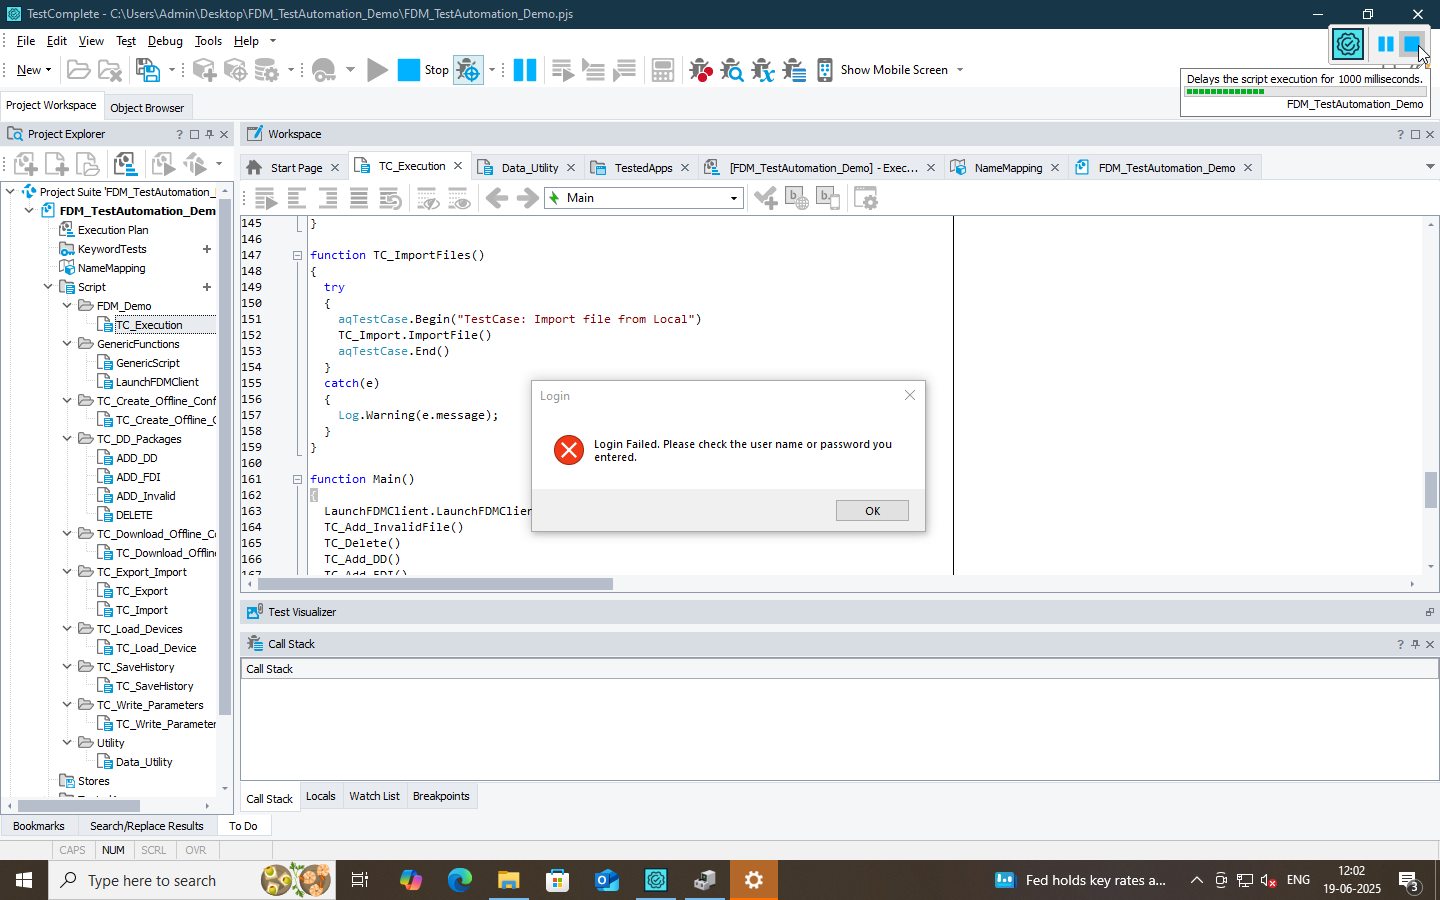 TestComplete - C:\Users\Admin\Desktop\FDM_TestAutomation_Demo\FDM_TestAutomation_Demo.pjs
File Edit View Test Debug Tools Help
New Stop Show Mobile Screen
Delays the script execution for 1000 milliseconds.
FDM_TestAutomation_Demo
Project Workspace Object Browser
Project Explorer
Workspace
Start Page TC_Execution Data_Utility TestedApps [FDM_TestAutomation_Demo] - Exec... NameMapping FDM_TestAutomation_Demo
Main
Project Suite 'FDM_TestAutomation_
FDM_TestAutomation_Dem
Execution Plan
KeywordTests
NameMapping
Script
FDM_Demo
TC_Execution
GenericFunctions
GenericScript
LaunchFDMClient
TC_Create_Offline_Conf
TC_Create_Offline_C
TC_DD_Packages
ADD_DD
ADD_FDI
ADD_Invalid
DELETE
TC_Download_Offline_Co
TC_Download_Offlin
TC_Export_Import
TC_Export
TC_Import
TC_Load_Devices
TC_Load_Device
TC_SaveHistory
TC_SaveHistory
TC_Write_Parameters
TC_Write_Parameter
Utility
Data_Utility
Stores
145 }
146
147 function TC_ImportFiles()
148 {
149 try
150 {
151 aqTestCase.Begin("TestCase: Import file from Local")
152 TC_Import.ImportFile()
153 aqTestCase.End()
154 }
155 catch(e)
156 {
157 Log.Warning(e.message);
158 }
159 }
160
161 function Main()
162 {
163 LaunchFDMClient.LaunchFDMClien
164 TC_Add_InvalidFile()
165 TC_Delete()
166 TC_Add_DD()
167 TC_Add_FDI()
Login
Login Failed. Please check the user name or password you
entered.
OK
Test Visualizer
Call Stack
Call Stack
Call Stack Locals Watch List Breakpoints
Bookmarks Search/Replace Results To Do
CAPS NUM SCRL OVR
Type here to search
Fed holds key rates a...
ENG
12:02
19-06-2025
3